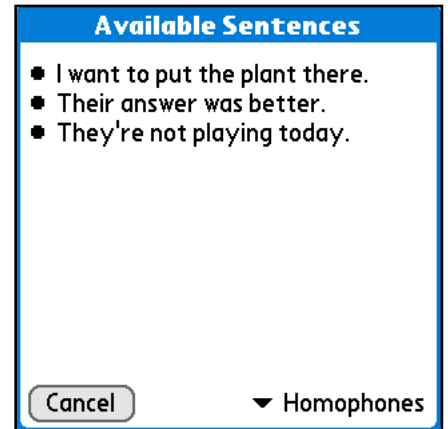 Available Sentences
• I want to put the plant there.
• Their answer was better.
• They're not playing today.
Cancel
Homophones